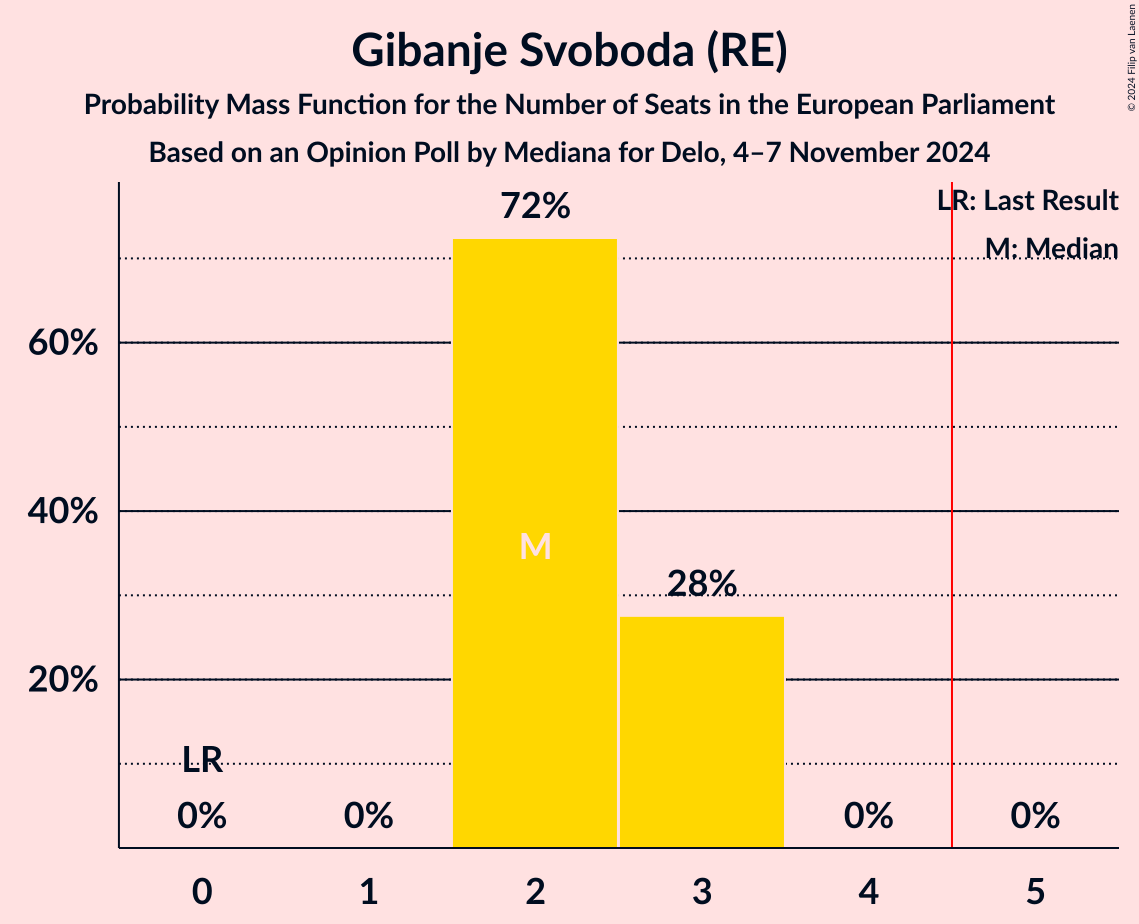 Gibanje Svoboda (RE)
Probability Mass Function for the Number of Seats in the European Parliament
Based on an Opinion Poll by Mediana for Delo, 4–7 November 2024
© 2024 Filip van Laenen
LR: Last Result
M: Median
72%
60%
40%
M
28%
20%
LR
0% 0% 0% 0%
0 1 2 3 4 5